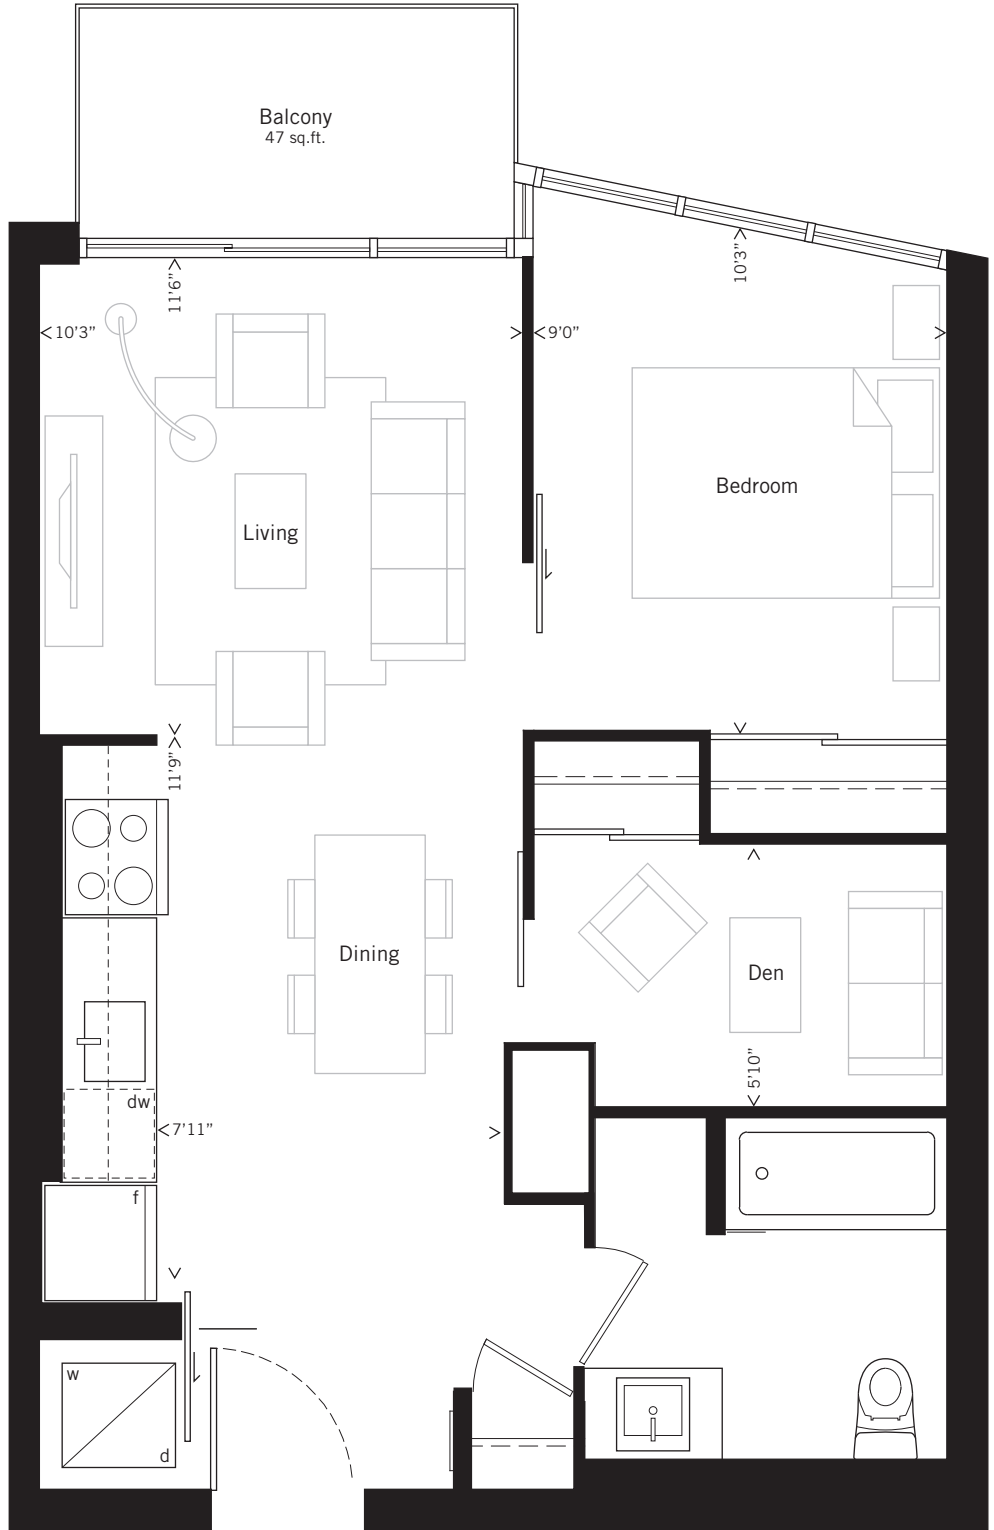 Balcony
47 sq.ft.
11'6"
10'3"
10'3"
9'0"
Bedroom
Living
11'9"
Dining
Den
5'10"
dw
7'11"
f
w
d